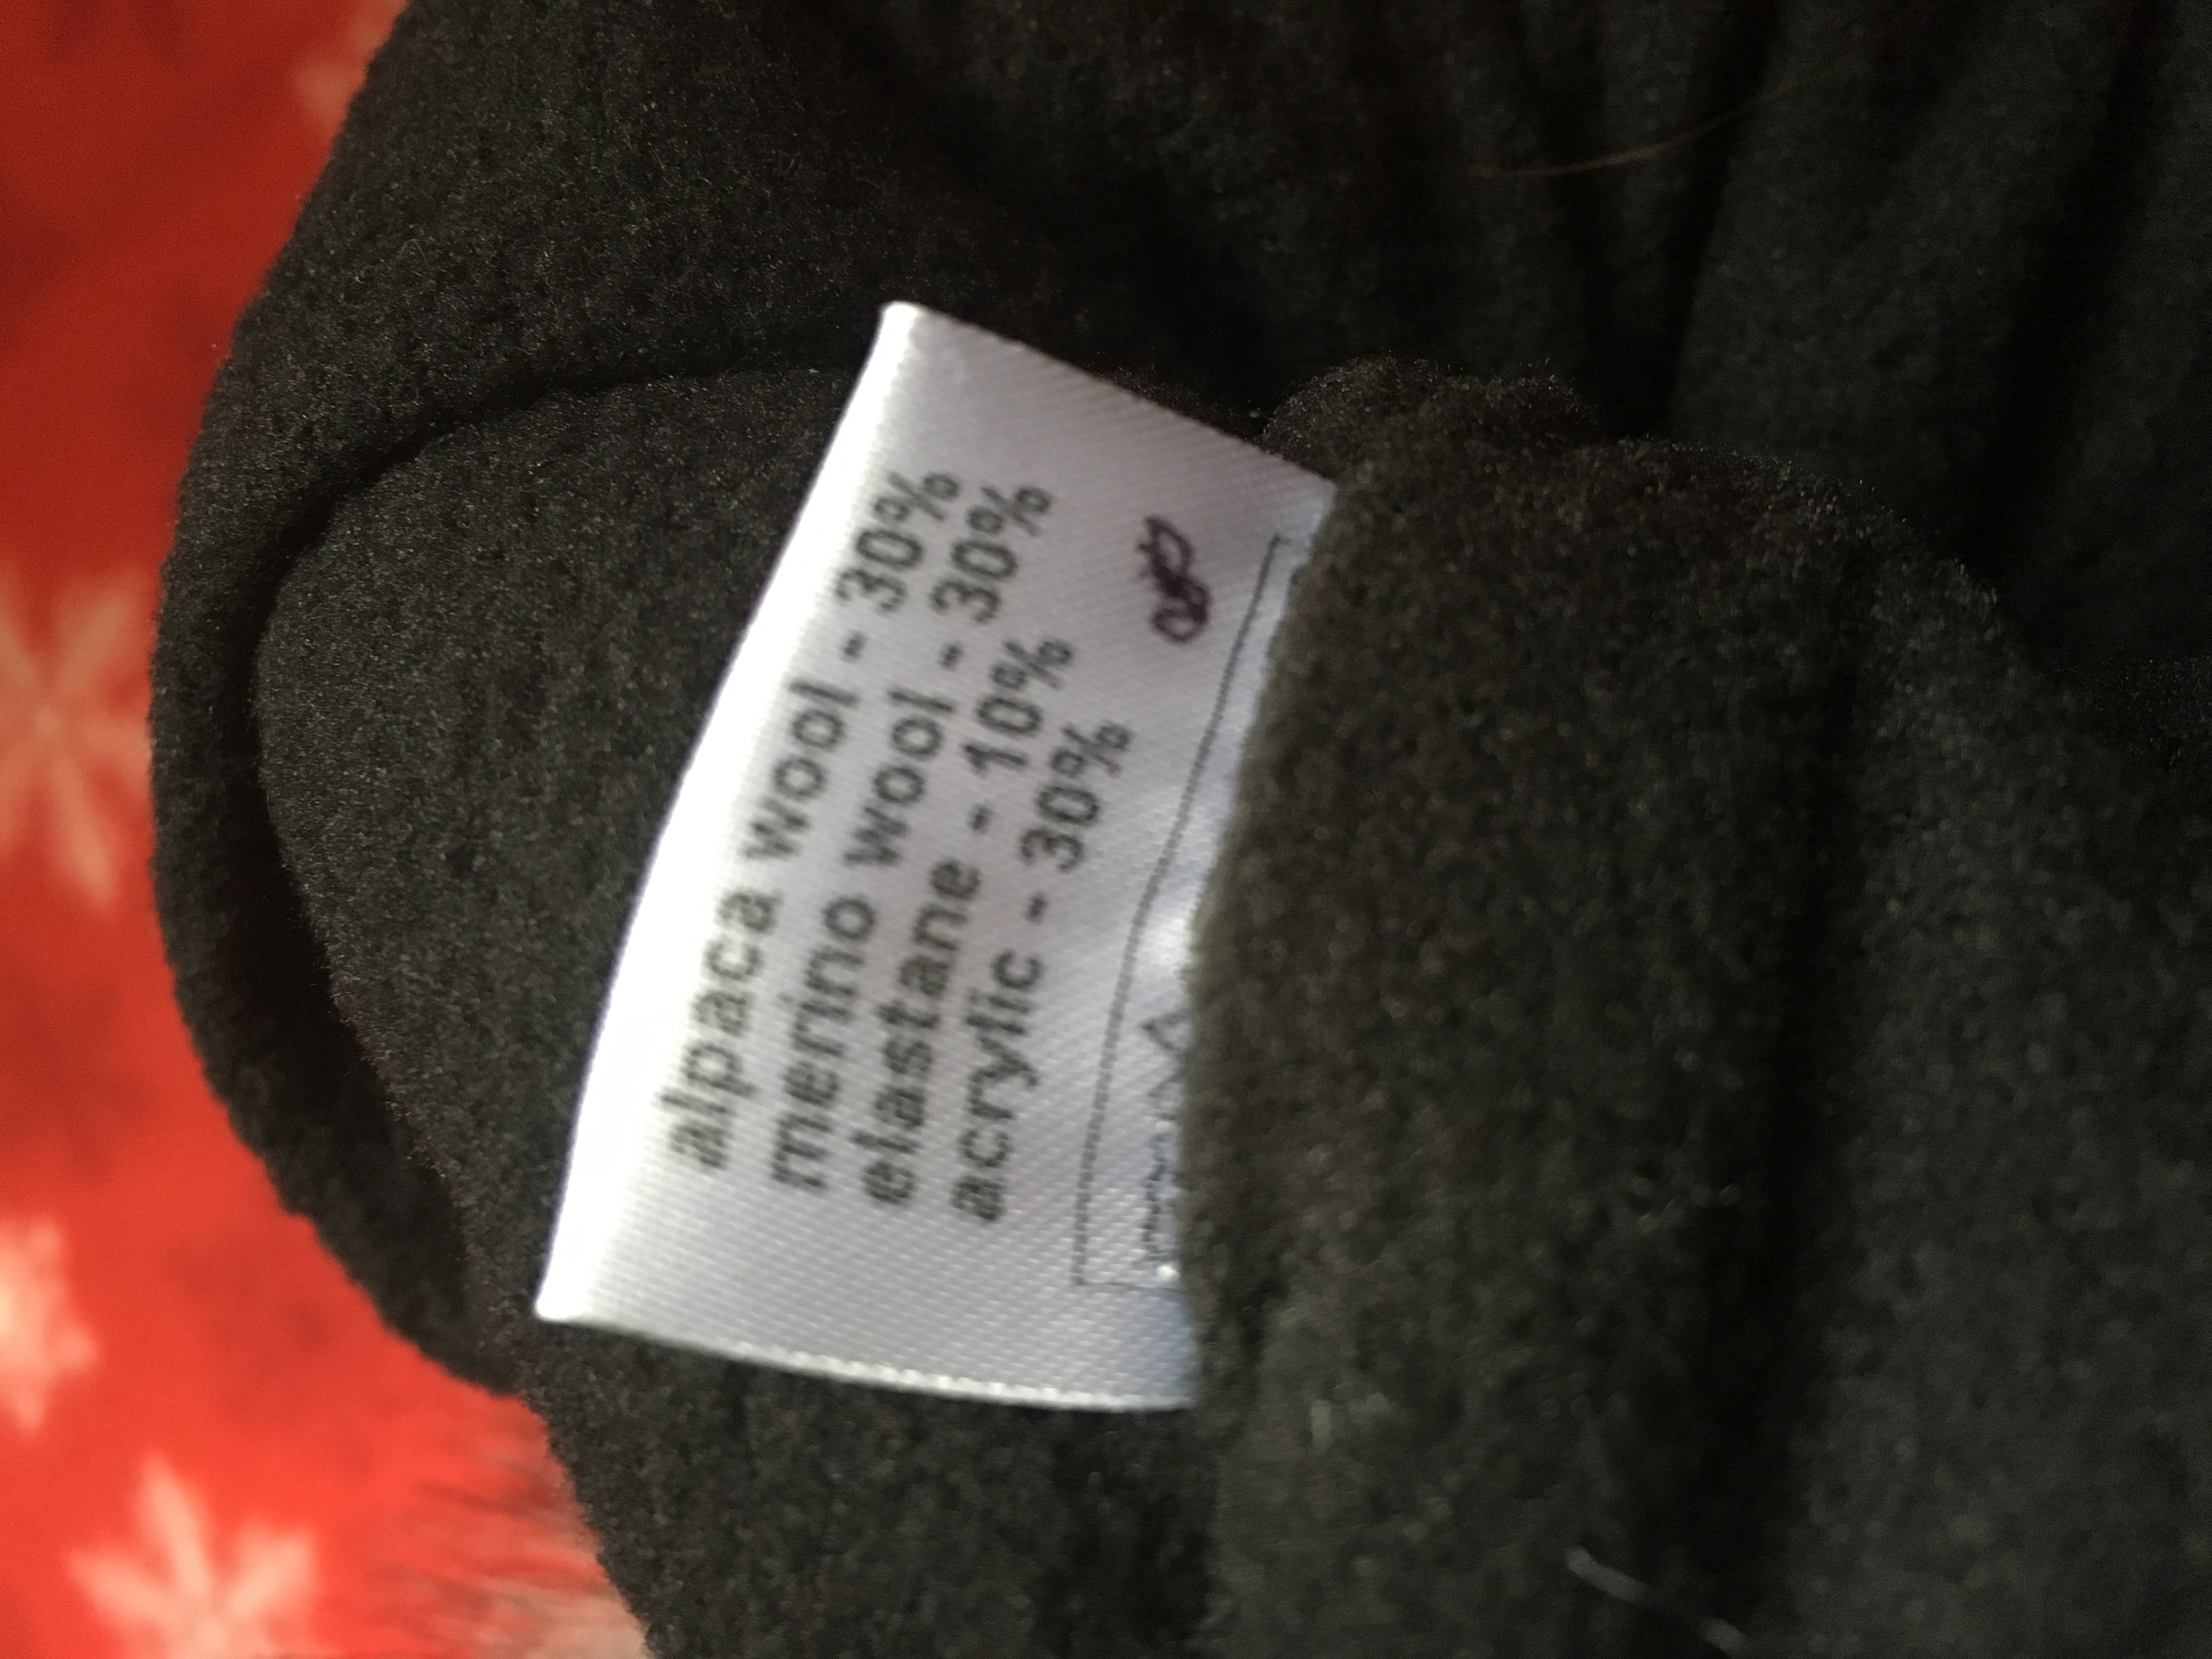 alpaca wool - 30%
merino wool - 30%
elastane - 10%
acrylic - 30%